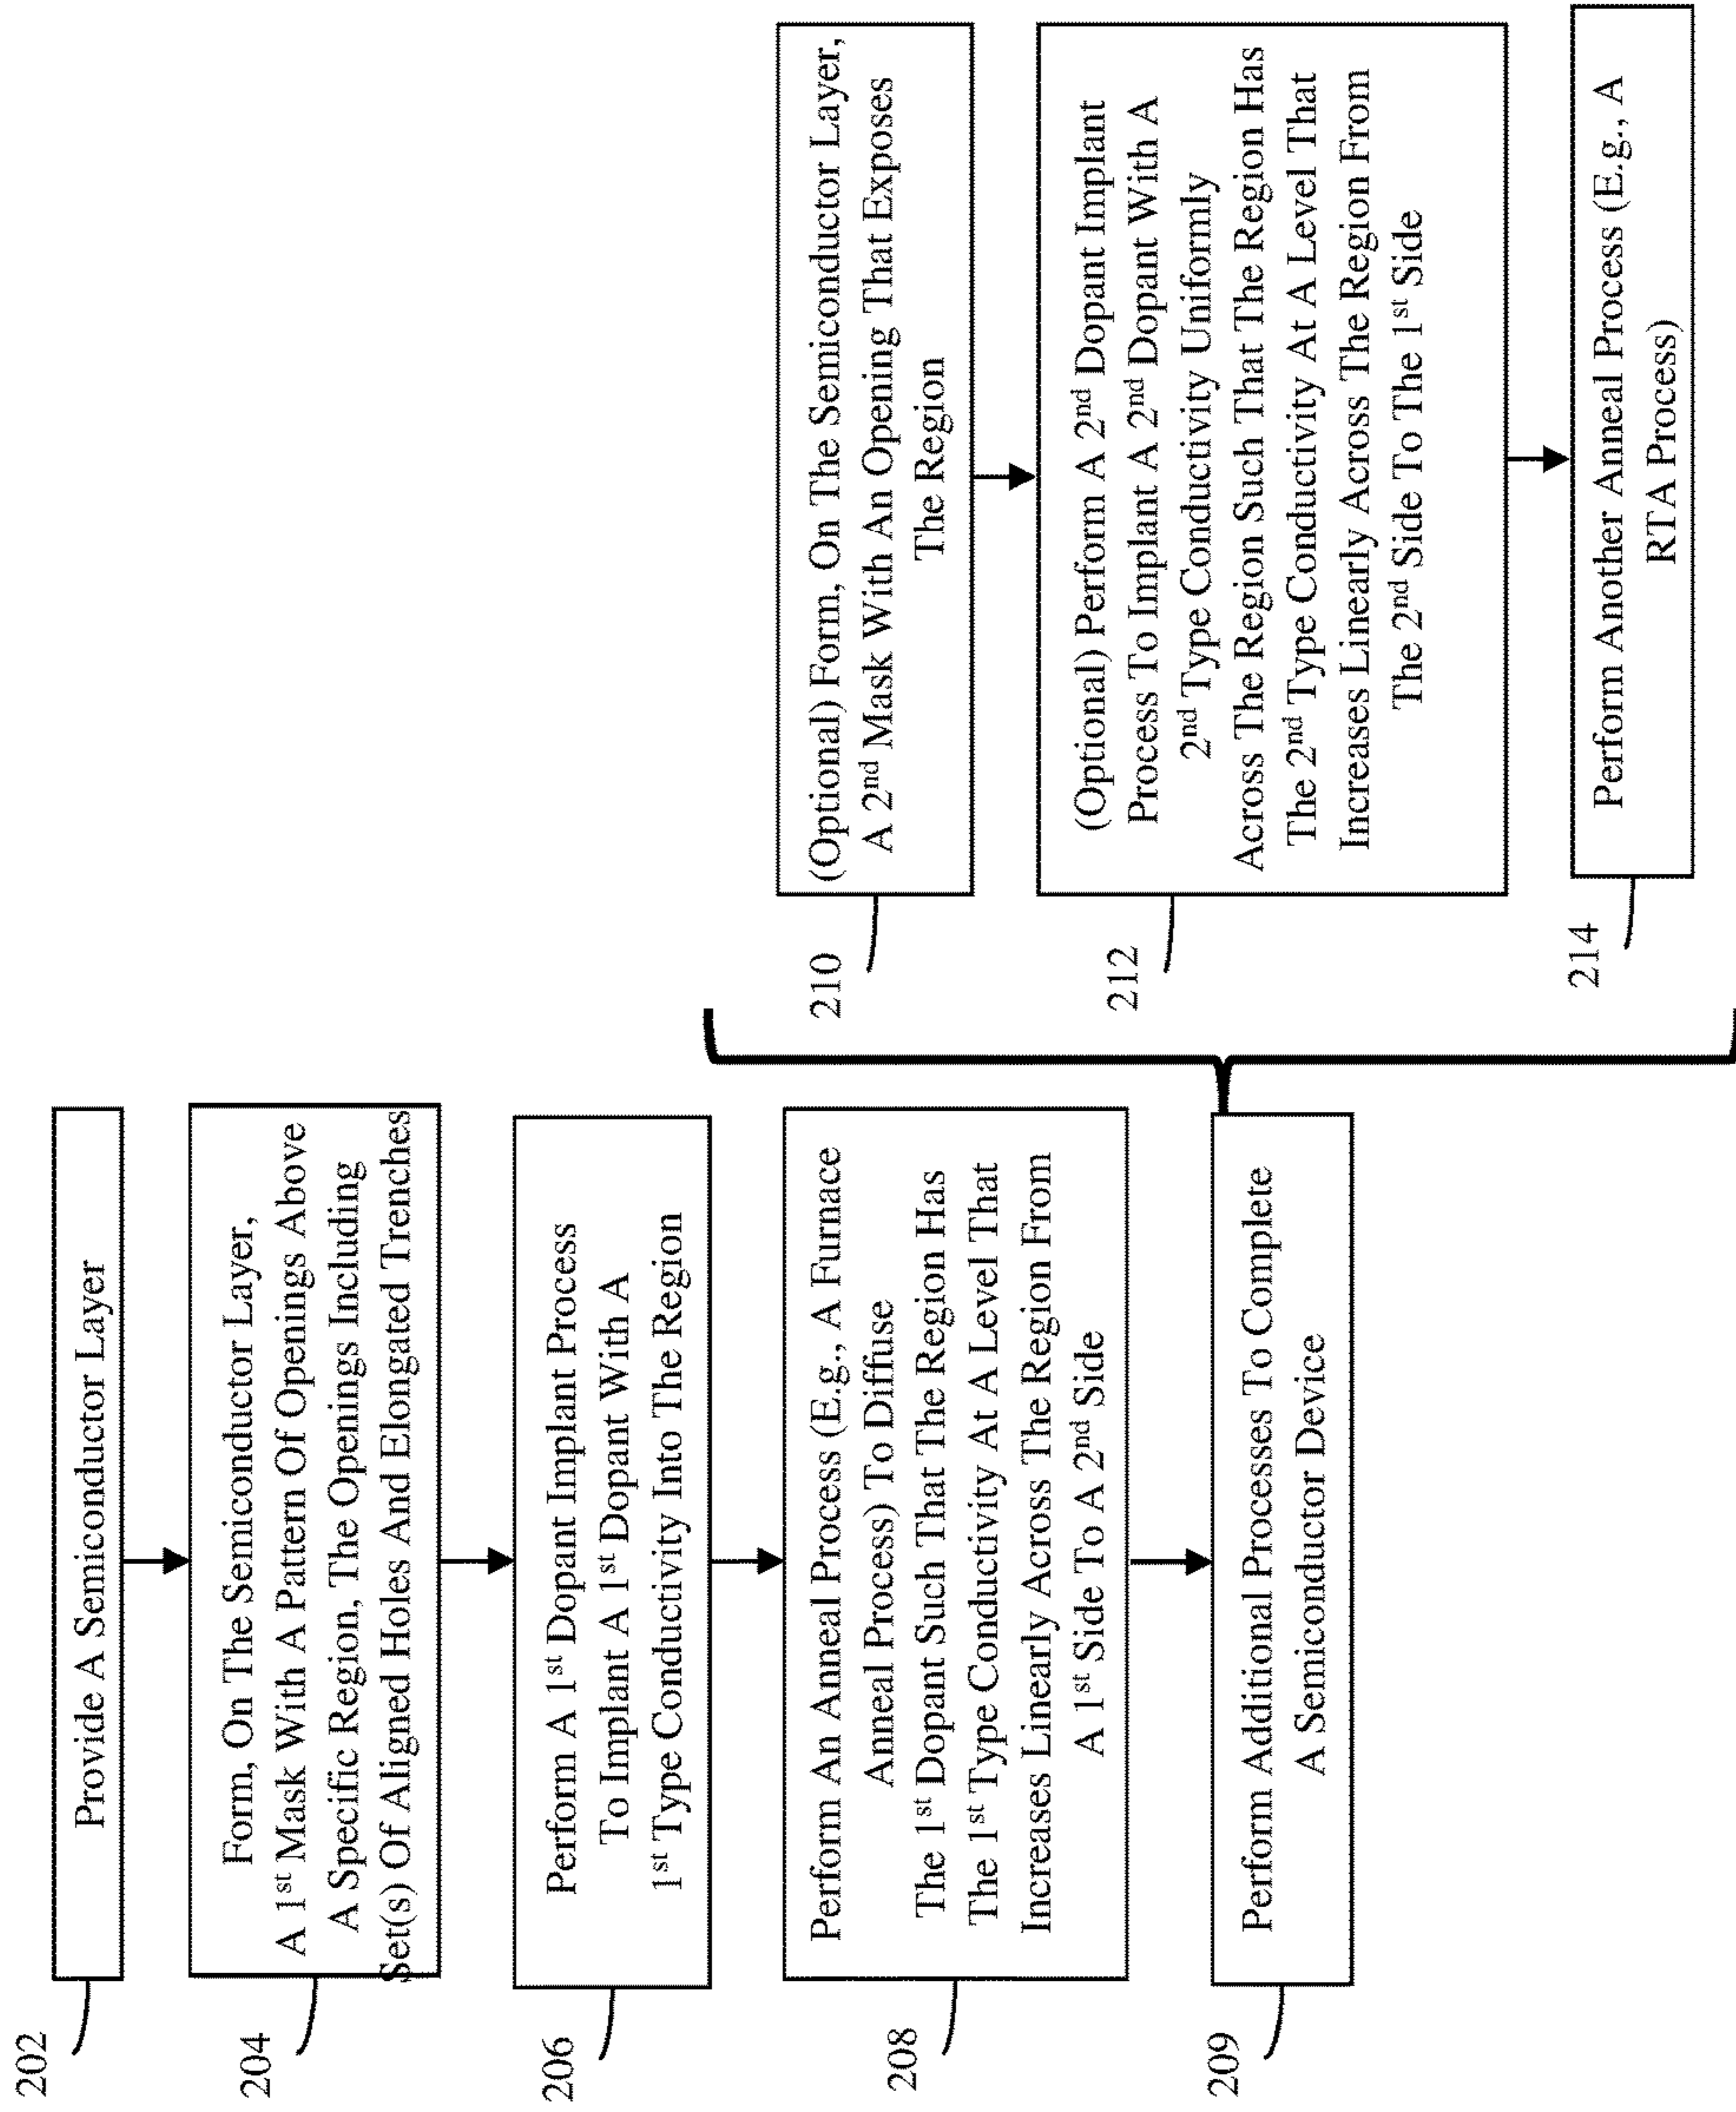 202
Provide A Semiconductor Layer
204
Form, On The Semiconductor Layer,
A 1st Mask With A Pattern Of Openings Above
A Specific Region, The Openings Including
Set(s) Of Aligned Holes And Elongated Trenches
206
Perform A 1st Dopant Implant Process
To Implant A 1st Dopant With A
1st Type Conductivity Into The Region
208
Perform An Anneal Process (E.g., A Furnace
Anneal Process) To Diffuse
The 1st Dopant Such That The Region Has
The 1st Type Conductivity At A Level That
Increases Linearly Across The Region From
A 1st Side To A 2nd Side
209
Perform Additional Processes To Complete
A Semiconductor Device
210
(Optional) Form, On The Semiconductor Layer,
A 2nd Mask With An Opening That Exposes
The Region
212
(Optional) Perform A 2nd Dopant Implant
Process To Implant A 2nd Dopant With A
2nd Type Conductivity Uniformly
Across The Region Such That The Region Has
The 2nd Type Conductivity At A Level That
Increases Linearly Across The Region From
The 2nd Side To The 1st Side
214
Perform Another Anneal Process (E.g., A
RTA Process)